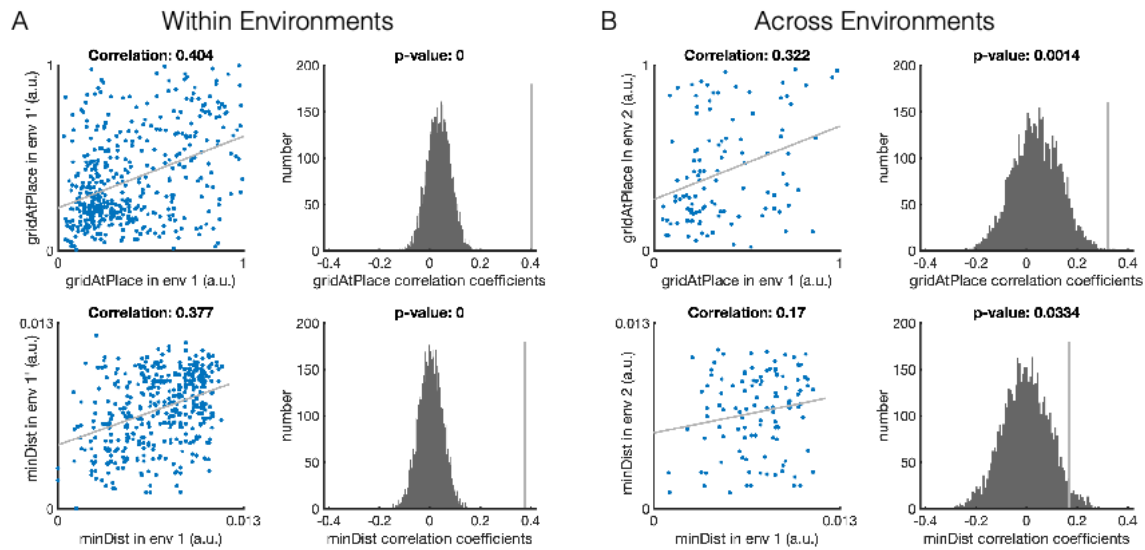 A Within Environments
B Across Environments
Correlation: 0.404
gridAtPlace in env 1' (a.u.)
1
0
0 1
gridAtPlace in env 1 (a.u.)
p-value: 0
number
200
150
100
50
0
-0.4 -0.2 0 0.2 0.4
gridAtPlace correlation coefficients
Correlation: 0.322
gridAtPlace in env 2 (a.u.)
1
0
0 1
gridAtPlace in env 1 (a.u.)
p-value: 0.0014
number
200
150
100
50
0
-0.4 -0.2 0 0.2 0.4
gridAtPlace correlation coefficients
Correlation: 0.377
minDist in env 1' (a.u.)
0.013
0
0 0.013
minDist in env 1 (a.u.)
p-value: 0
number
200
150
100
50
0
-0.4 -0.2 0 0.2 0.4
minDist correlation coefficients
Correlation: 0.17
minDist in env 2 (a.u.)
0.013
0
0 0.013
minDist in env 1 (a.u.)
p-value: 0.0334
number
200
150
100
50
0
-0.4 -0.2 0 0.2 0.4
minDist correlation coefficients